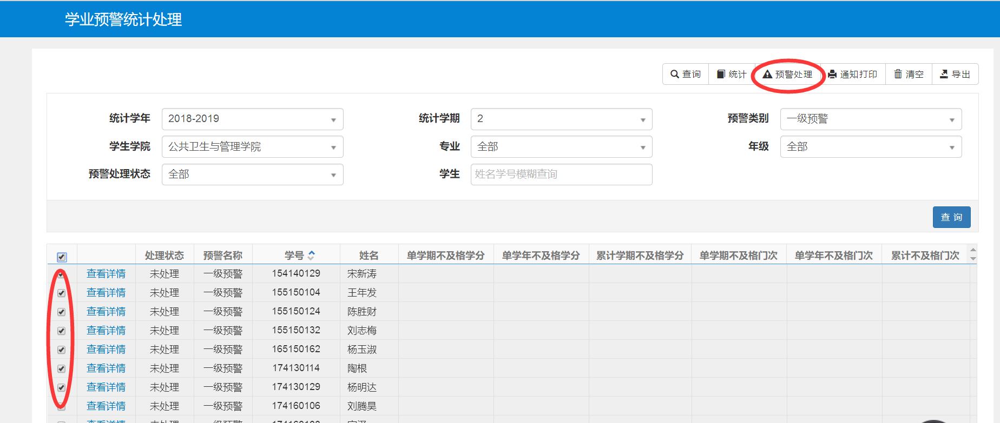 学业预警统计处理
查询 统计 预警处理 通知打印 清空 导出
统计学年 2018-2019 统计学期 2 预警类别 一级预警
学生学院 公共卫生与管理学院 专业 全部 年级 全部
预警处理状态 全部 学生 姓名学号模糊查询
查 询
处理状态 预警名称 学号 姓名 单学期不及格学分 单学年不及格学分 累计学期不及格学分 单学期不及格门次 单学年不及格门次 累计不及格门次
查看详情 未处理 一级预警 154140129 宋新涛
查看详情 未处理 一级预警 155150104 王年发
查看详情 未处理 一级预警 155150124 陈胜财
查看详情 未处理 一级预警 155150132 刘志梅
查看详情 未处理 一级预警 165150162 杨玉淑
查看详情 未处理 一级预警 174130114 陶根
查看详情 未处理 一级预警 174130129 杨明达
查看详情 未处理 一级预警 174160106 刘腾昊
查看详情 未处理 一级预警